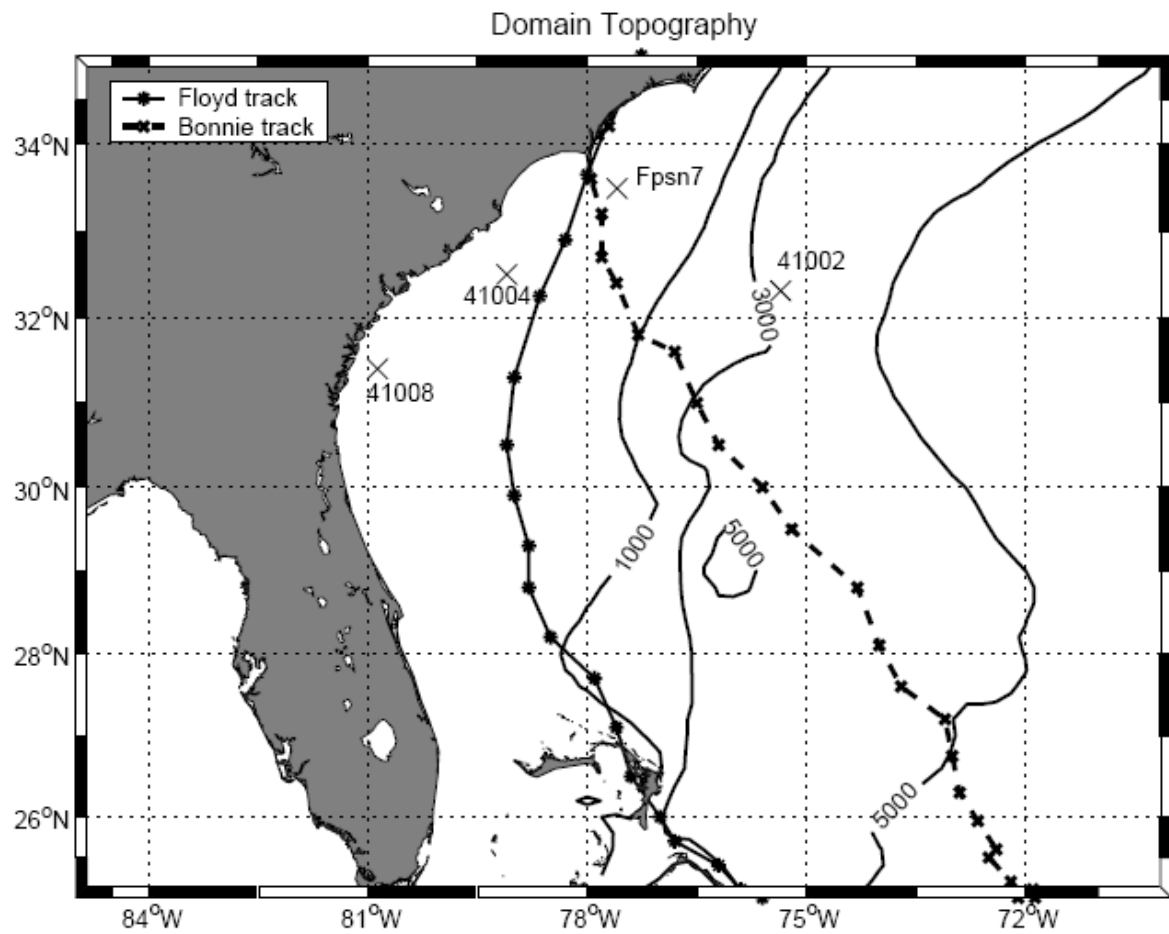 Domain Topography
Floyd track
Bonnie track
34°N
Fpsn7
41002
41004
3000
32°N
41008
30°N
5000
1000
28°N
5000
26°N
84°W 81°W 78°W 75°W 72°W